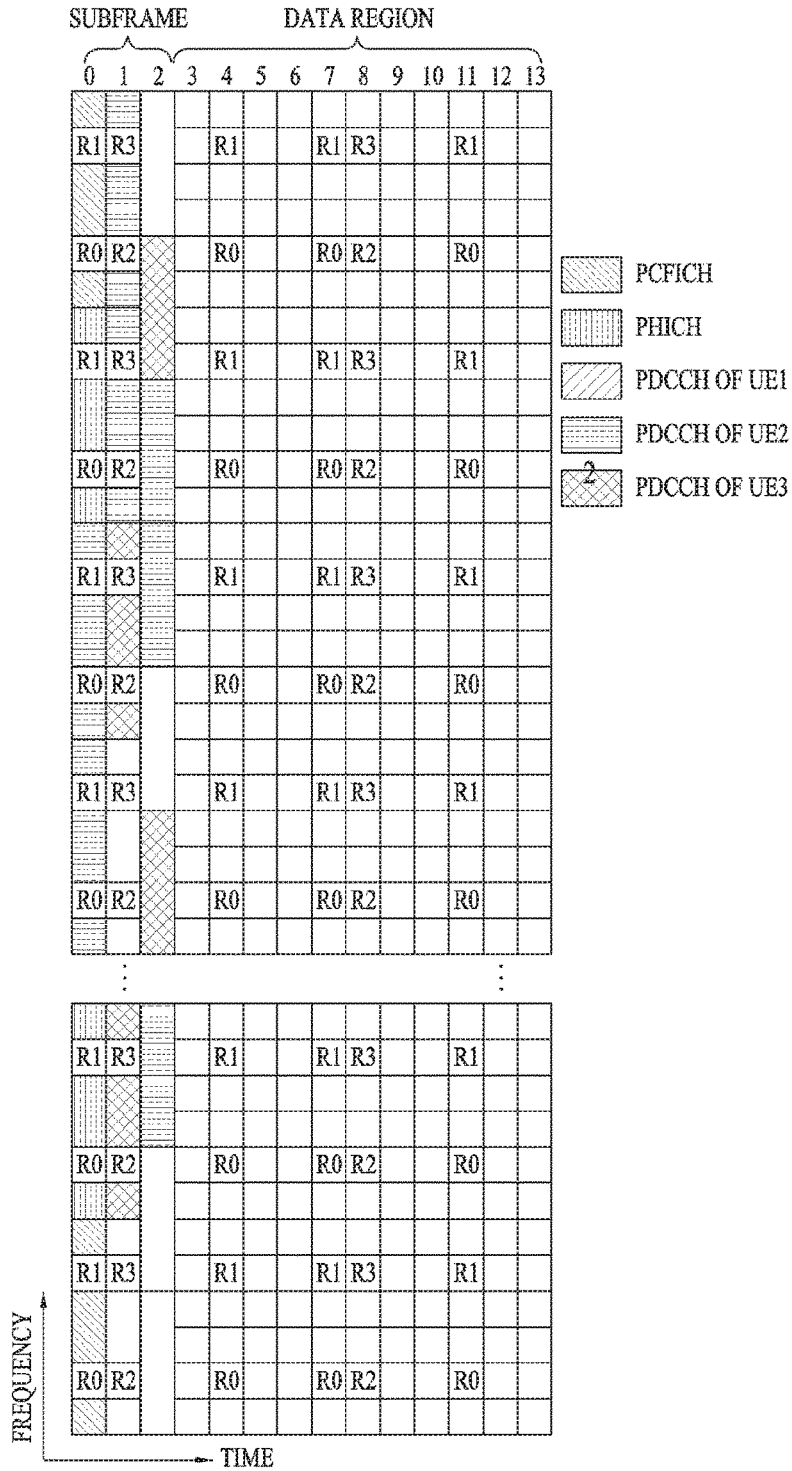 SUBFRAME DATA REGION
0 1 2 3 4 5 6 7 8 9 10 11 12 13
R1 R3 R1 R1 R3 R1
R0 R2 R0 R0 R2 R0
PCFICH
PHICH
R1 R3 R1 R1 R3 R1
PDCCH OF UE1
PDCCH OF UE2
R0 R2 R0 R0 R2 R0
2
PDCCH OF UE3
R1 R3 R1 R1 R3 R1
R0 R2 R0 R0 R2 R0
R1 R3 R1 R1 R3 R1
R0 R2 R0 R0 R2 R0
R1 R3 R1 R1 R3 R1
R0 R2 R0 R0 R2 R0
R1 R3 R1 R1 R3 R1
R0 R2 R0 R0 R2 R0
FREQUENCY
TIME